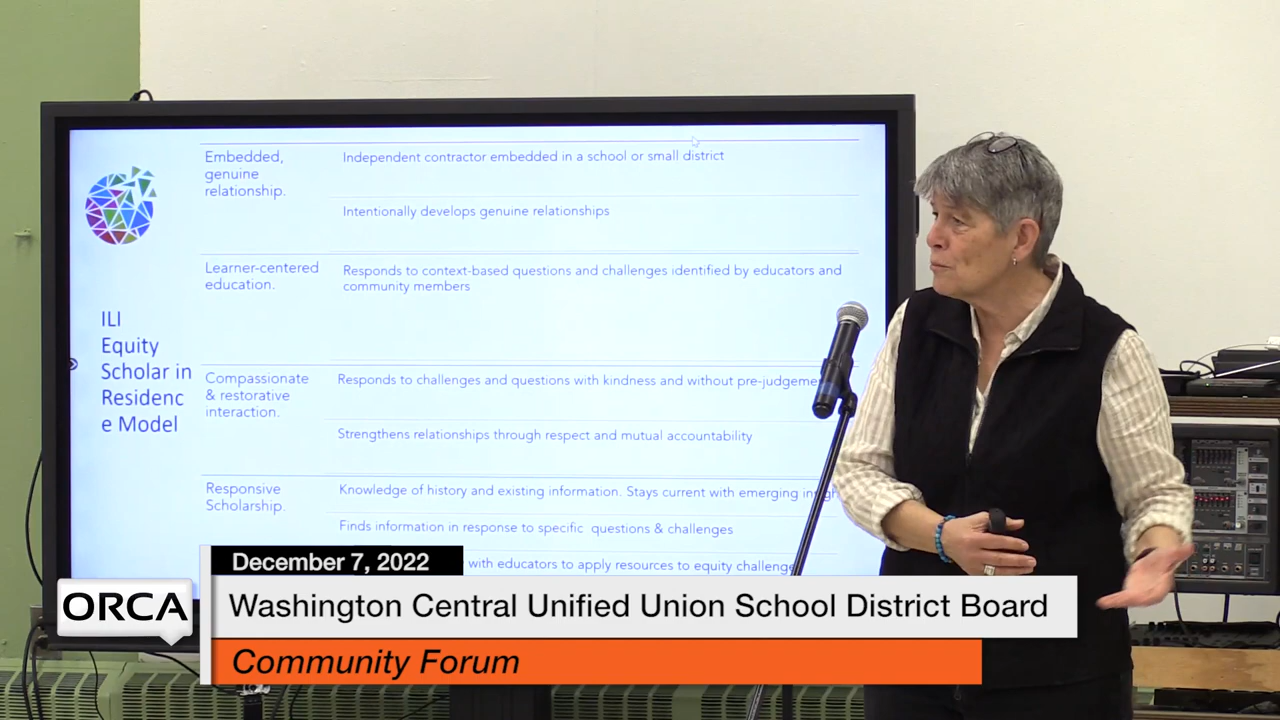 Embedded,
genuine
relationship.
Independent contractor embedded in a school or small district
Intentionally develops genuine relationships
Learner-centered
education.
Responds to context-based questions and challenges identified by educators and
community members
ILI
Equity
Scholar in
Residenc
e Model
Compassionate
& restorative
interaction.
Responds to challenges and questions with kindness and without
Strengthens relationships through respect and mutual accountability
Responsive
Scholarship.
Knowledge of history and existing information. Stays current with emerging
Finds information in response to specific questions & challenges
with educators to apply resources to equity
December 7, 2022
ORCA
Washington Central Unified Union School District Board
Community Forum